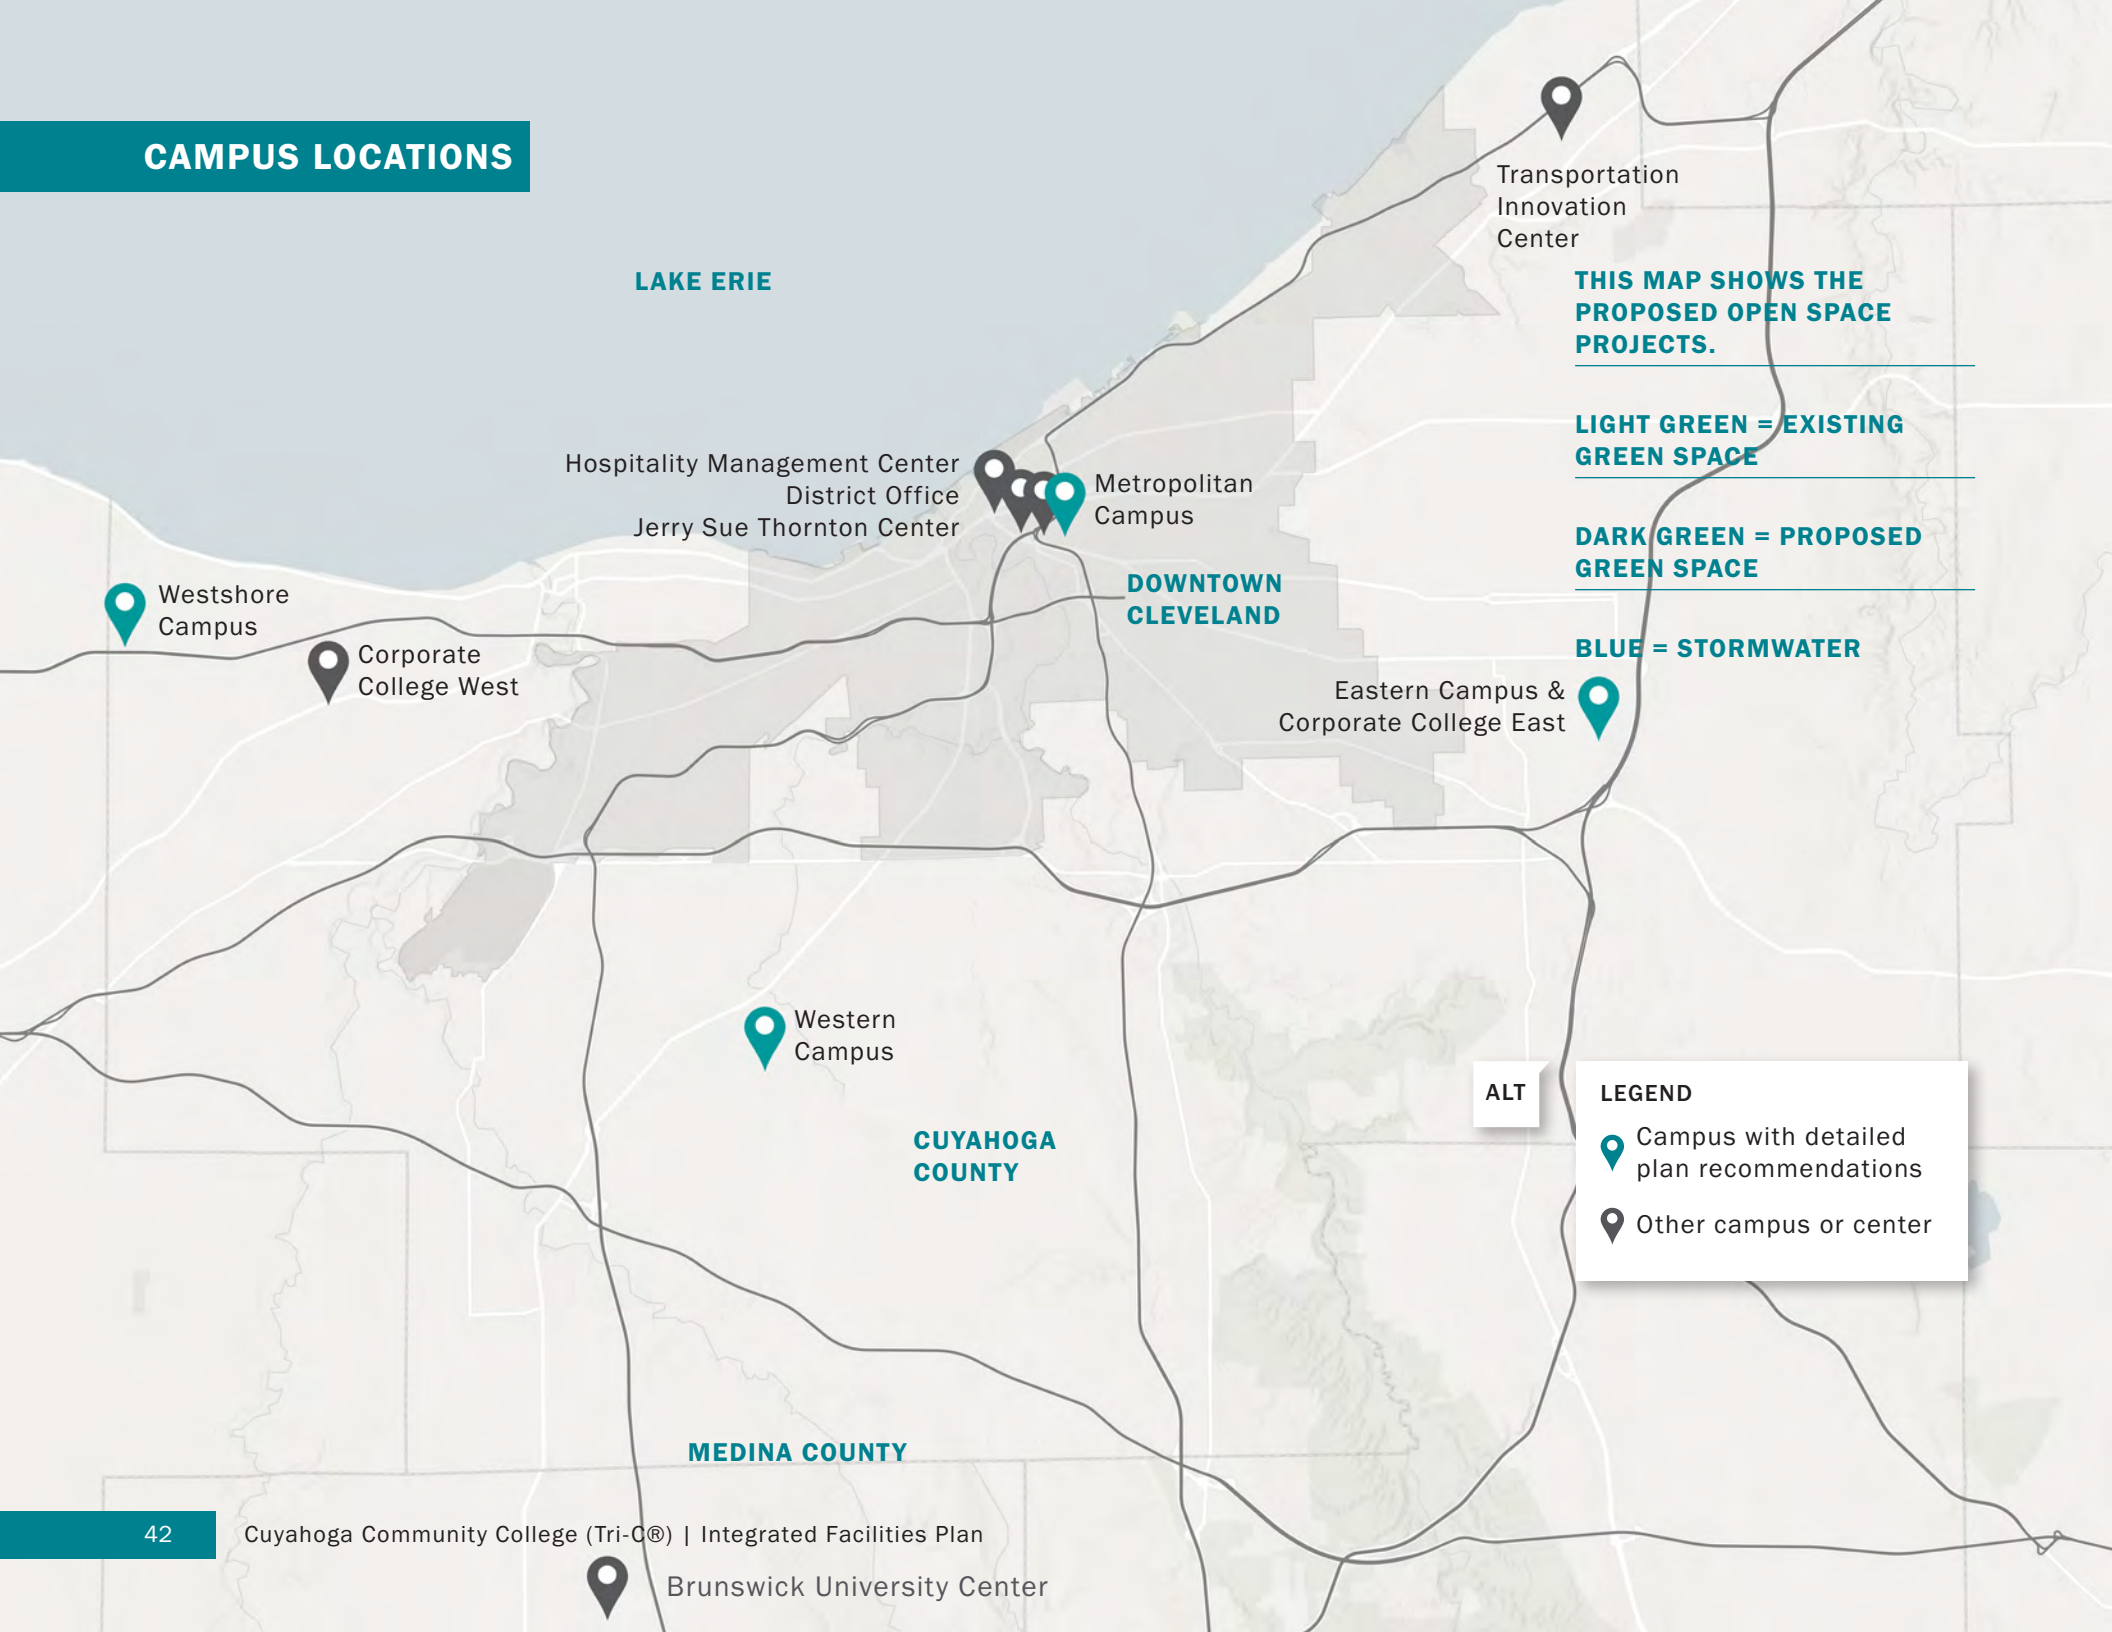 CAMPUS LOCATIONS
Transportation
Innovation
Center
LAKE ERIE
THIS MAP SHOWS THE
PROPOSED OPEN SPACE
PROJECTS.
LIGHT GREEN = EXISTING
GREEN SPACE
DARK GREEN = PROPOSED
GREEN SPACE
BLUE = STORMWATER
Hospitality Management Center
District Office
Jerry Sue Thornton Center
Metropolitan
Campus
DOWNTOWN
CLEVELAND
Westshore
Campus
Corporate
College West
Eastern Campus &
Corporate College East
Western
Campus
CUYAHOGA
COUNTY
ALT
LEGEND
Campus with detailed
plan recommendations
Other campus or center
MEDINA COUNTY
42
Cuyahoga Community College (Tri-C®) | Integrated Facilities Plan
Brunswick University Center